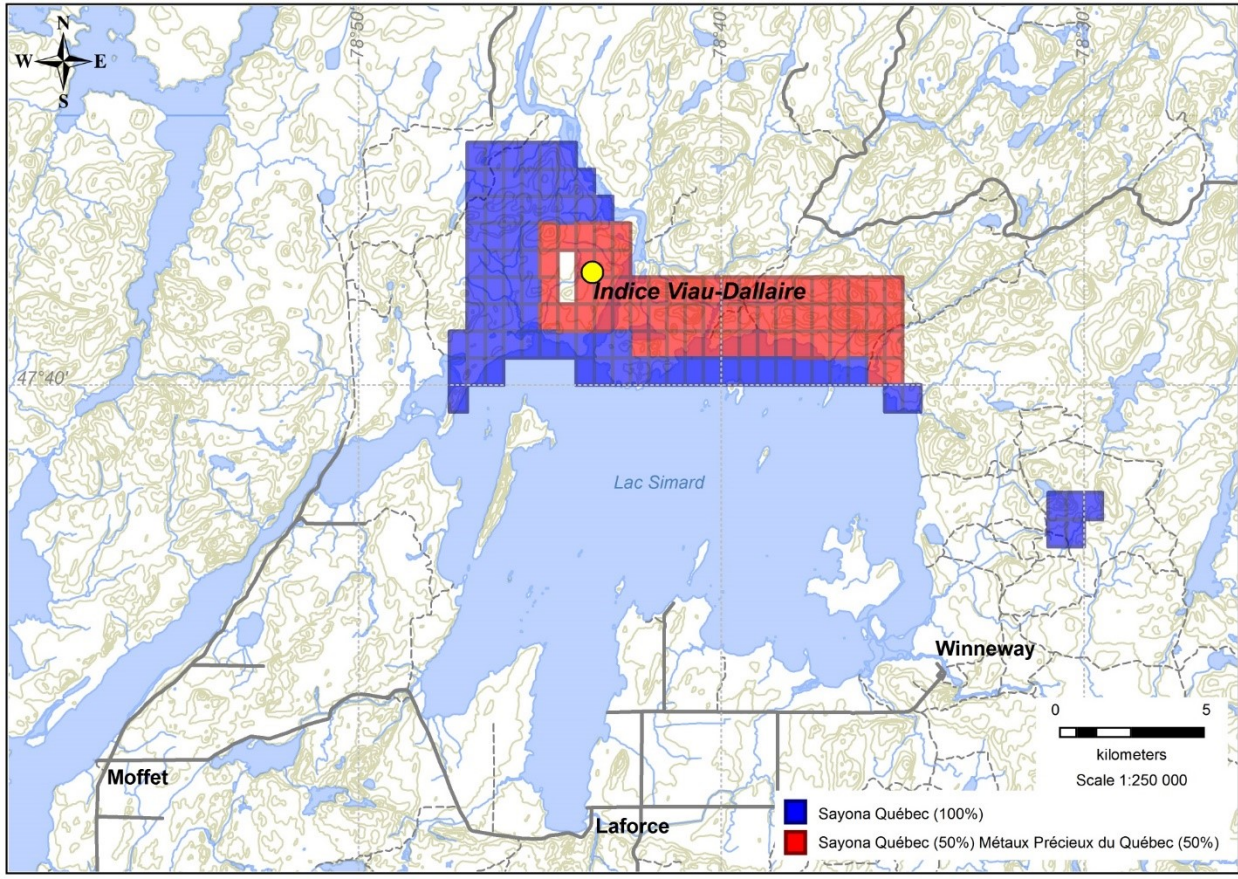 N
W E
S
78°50'
78°40'
78°30'
Indice Viau-Dallaire
47°40'
Lac Simard
Winneway
0 5
kilometers
Scale 1:250 000
Moffet
Laforce
Sayona Québec (100%)
Sayona Québec (50%) Métaux Précieux du Québec (50%)